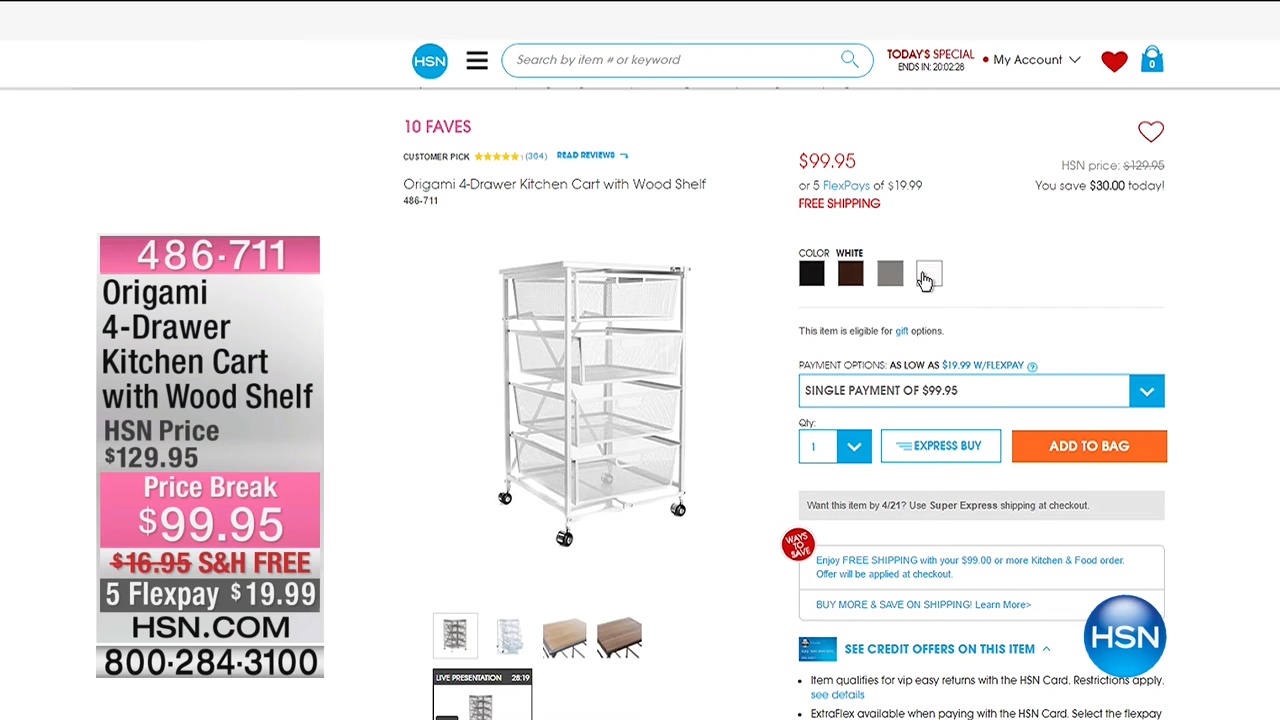 HSN
Search by item # or keyword
TODAY'S SPECIAL
ENDS IN: 20:02:28
My Account
0
10 FAVES
CUSTOMER PICK (364) READ REVIEWS
Origami 4-Drawer Kitchen Cart with Wood Shelf
486-711
$99.95
HSN price: $129.95
or 5 FlexPays of $19.99
You save $30.00 today!
FREE SHIPPING
COLOR WHITE
This item is eligible for gift options.
PAYMENT OPTIONS: AS LOW AS $19.99 W/FLEXPAY ?
SINGLE PAYMENT OF $99.95
Qty:
1
EXPRESS BUY
ADD TO BAG
Want this item by 4/21? Use Super Express shipping at checkout.
WAYS
TO
SAVE
Enjoy FREE SHIPPING with your $99.00 or more Kitchen & Food order.
Offer will be applied at checkout.
BUY MORE & SAVE ON SHIPPING! Learn More>
SEE CREDIT OFFERS ON THIS ITEM
Item qualifies for vip easy returns with the HSN Card. Restrictions apply.
see details
ExtraFlex available when paying with the HSN Card. Select the flexpay
LIVE PRESENTATION 28:19
486-711
Origami
4-Drawer
Kitchen Cart
with Wood Shelf
HSN Price
$129.95
Price Break
$99.95
$16.95 S&H FREE
5 Flexpay $19.99
HSN.COM
800-284-3100
HSN